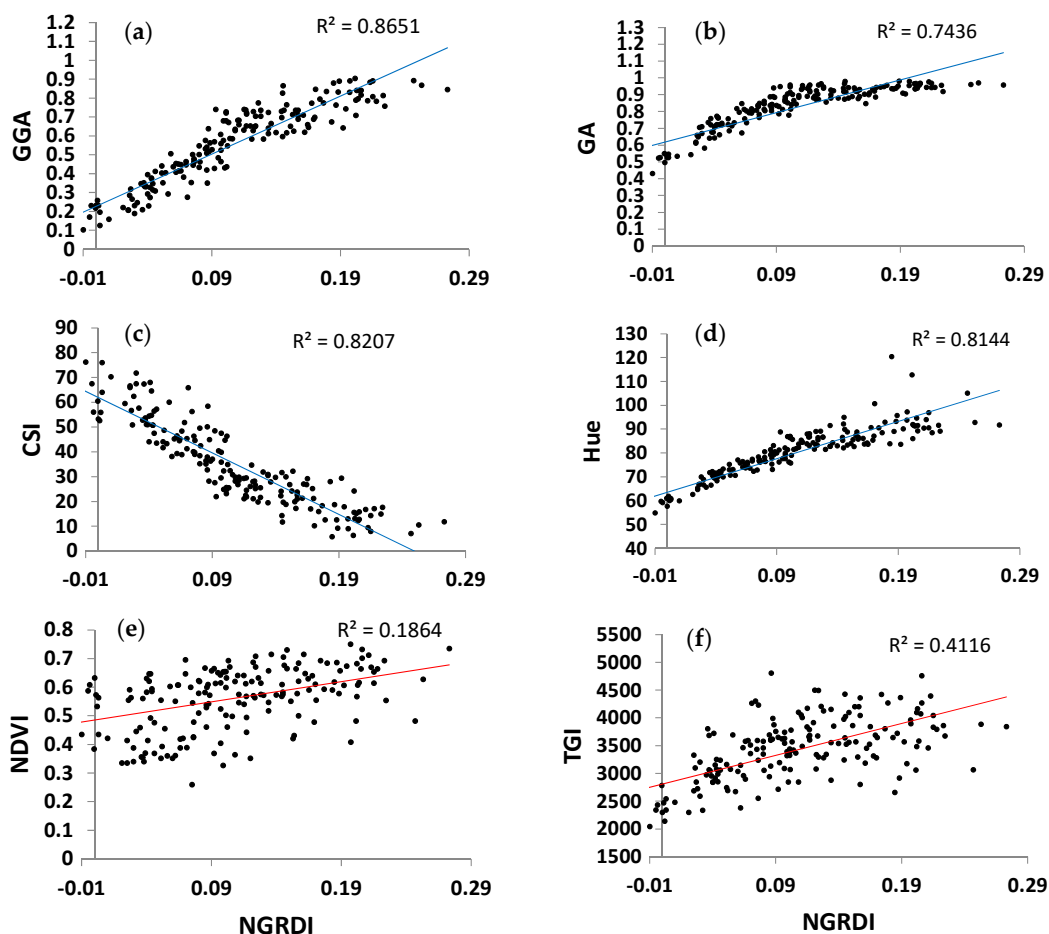 (a)
R² = 0.8651
GGA
1.2
1.1
1
0.9
0.8
0.7
0.6
0.5
0.4
0.3
0.2
0.1
0
-0.01 0.09 0.19 0.29
(b)
R² = 0.7436
GA
1.3
1.2
1.1
1
0.9
0.8
0.7
0.6
0.5
0.4
0.3
0.2
0.1
0
-0.01 0.09 0.19 0.29
(c)
R² = 0.8207
CSI
90
80
70
60
50
40
30
20
10
0
-0.01 0.09 0.19 0.29
(d)
R² = 0.8144
Hue
130
120
110
100
90
80
70
60
50
40
-0.01 0.09 0.19 0.29
(e)
R² = 0.1864
NDVI
0.8
0.7
0.6
0.5
0.4
0.3
0.2
0.1
0
-0.01 0.09 0.19 0.29
NGRDI
(f)
R² = 0.4116
TGI
5500
5000
4500
4000
3500
3000
2500
2000
1500
-0.01 0.09 0.19 0.29
NGRDI